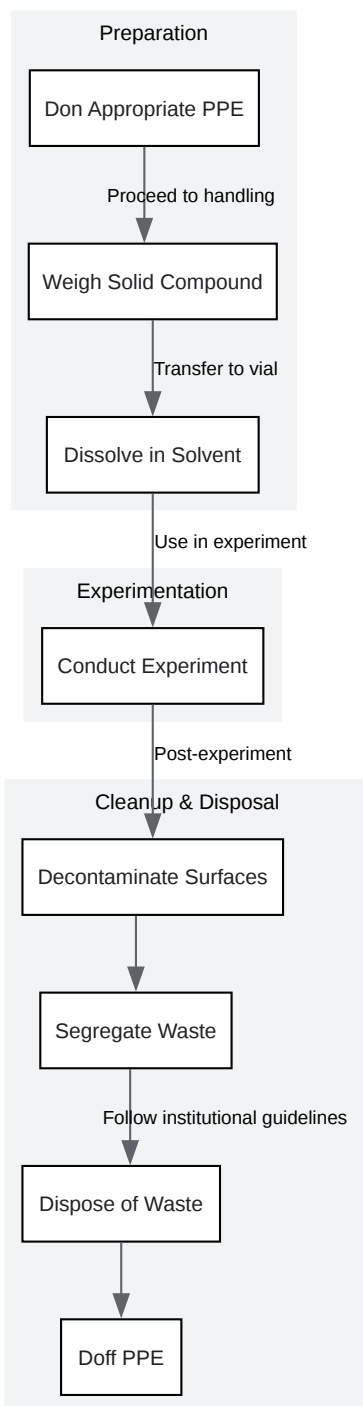 Preparation
Don Appropriate PPE
Proceed to handling
Weigh Solid Compound
Transfer to vial
Dissolve in Solvent
Use in experiment
Experimentation
Conduct Experiment
Post-experiment
Cleanup & Disposal
Decontaminate Surfaces
Segregate Waste
Follow institutional guidelines
Dispose of Waste
Doff PPE